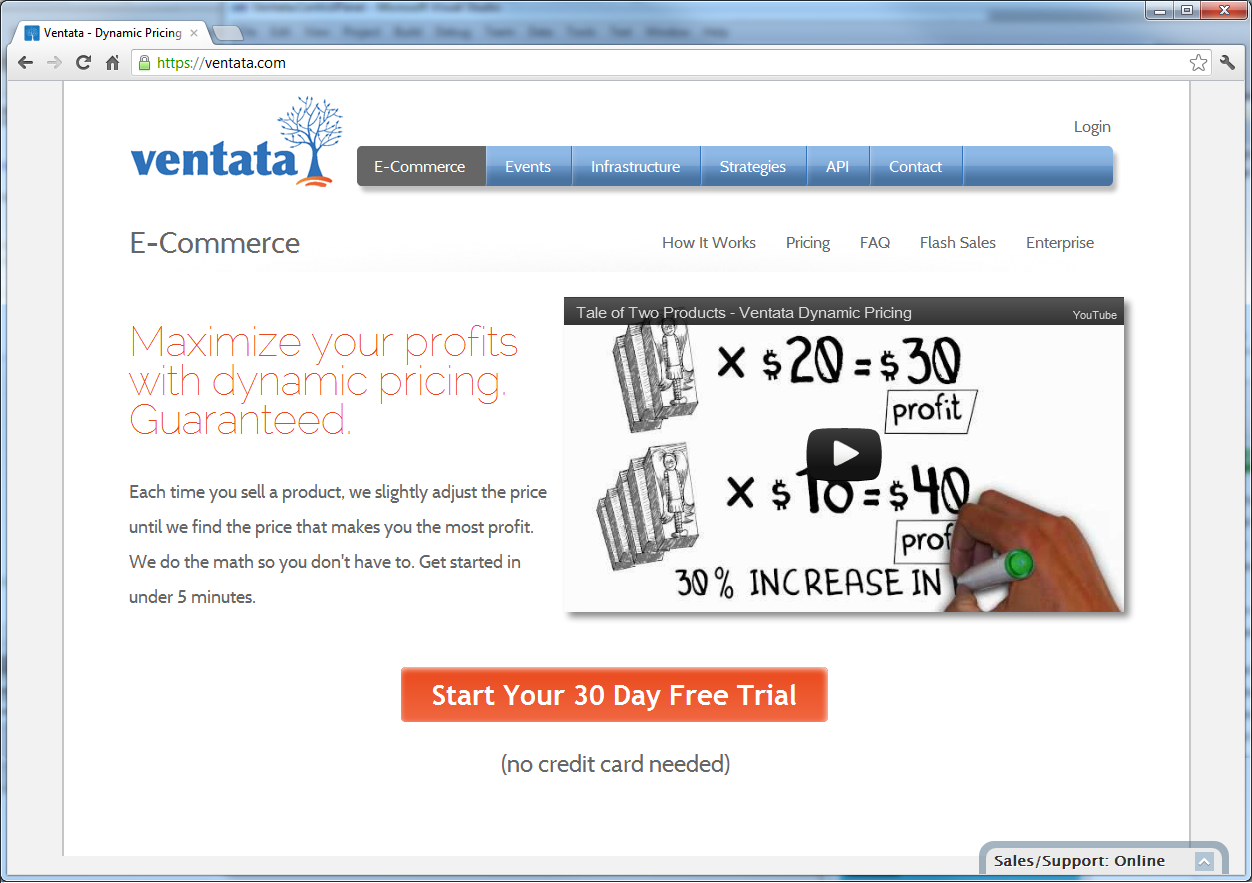 Ventata - Dynamic Pricing
https://ventata.com
ventata
Login
E-Commerce
Events
Infrastructure
Strategies
API
Contact
E-Commerce
How It Works
Pricing
FAQ
Flash Sales
Enterprise
Maximize your profits
with dynamic pricing.
Guaranteed.
Each time you sell a product, we slightly adjust the price
until we find the price that makes you the most profit.
We do the math so you don't have to. Get started in
under 5 minutes.
Tale of Two Products - Ventata Dynamic Pricing
YouTube
X $20 = $30
profit
X $10 = $40
prof
30% INCREASE IN
Start Your 30 Day Free Trial
(no credit card needed)
Sales/Support: Online